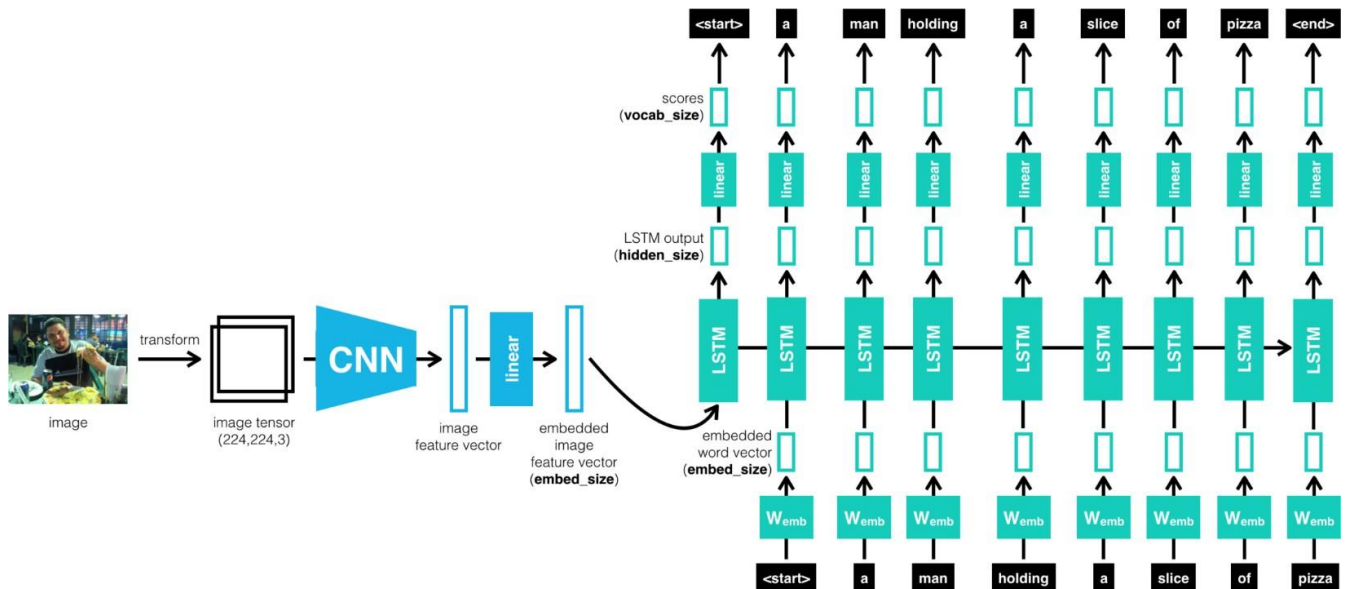 <start> a man holding a slice of pizza <end>
scores
(vocab_size)
linear linear linear linear linear linear linear linear linear
LSTM output
(hidden_size)
LSTM LSTM LSTM LSTM LSTM LSTM LSTM LSTM LSTM
transform
CNN
linear
image
image tensor
(224,224,3)
image
feature vector
embedded
image
feature vector
(embed_size)
embedded
word vector
(embed_size)
Wemb Wemb Wemb Wemb Wemb Wemb Wemb Wemb
<start> a man holding a slice of pizza